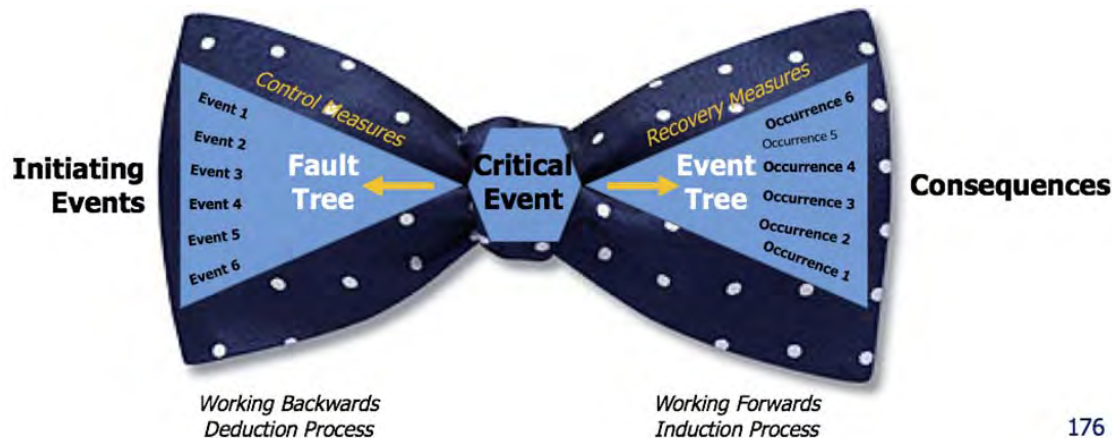 Initiating
Events
Control Measures
Event 1
Event 2
Event 3
Event 4
Event 5
Event 6
Fault
Tree
Critical
Event
Recovery Measures
Event
Tree
Occurrence 6
Occurrence 5
Occurrence 4
Occurrence 3
Occurrence 2
Occurrence 1
Consequences
Working Backwards
Deduction Process
Working Forwards
Induction Process
176